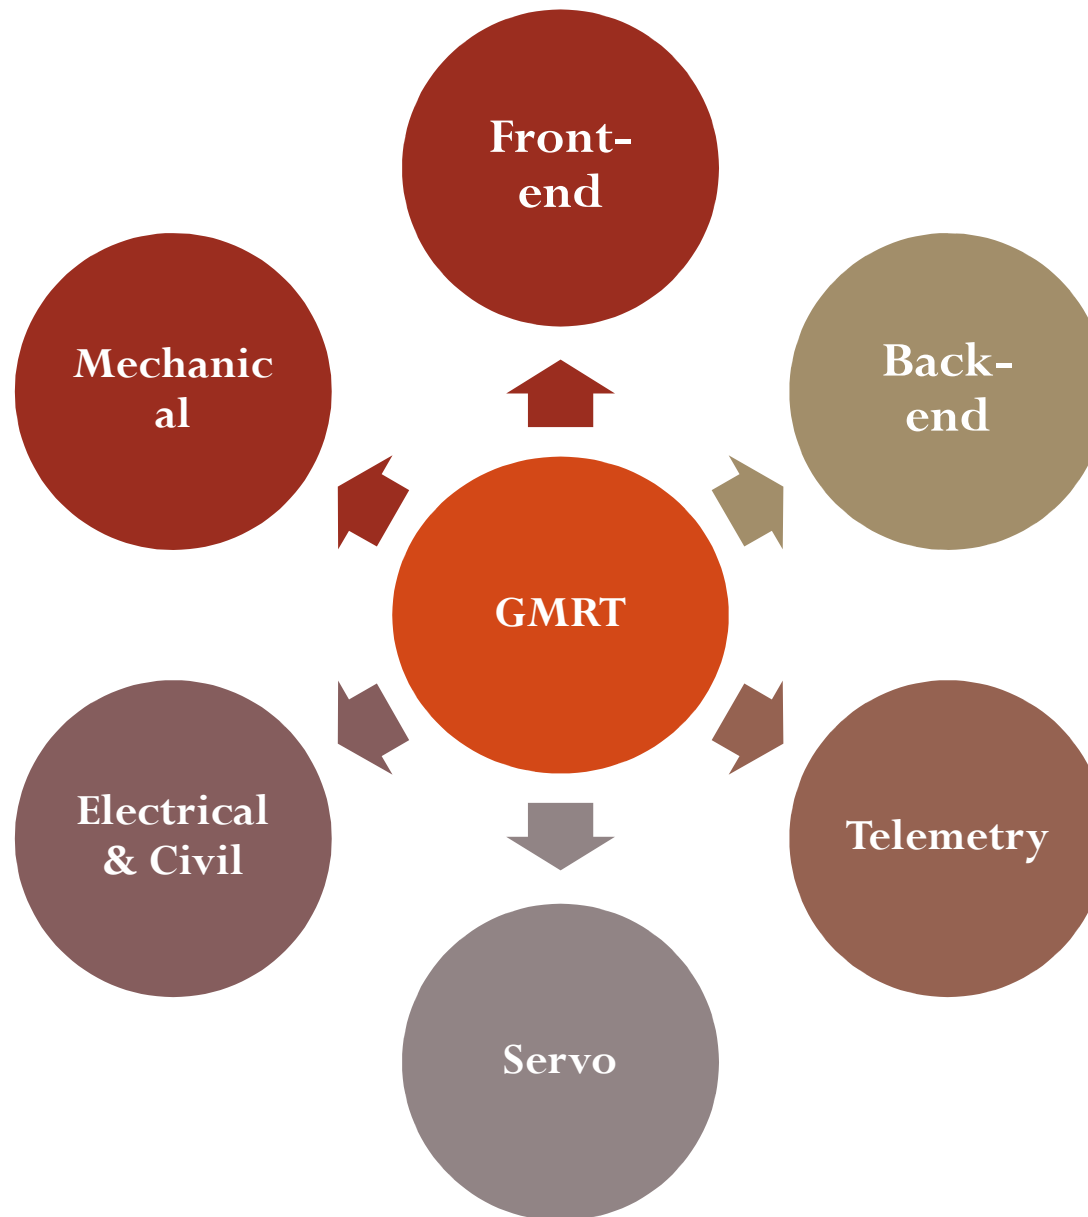 Front-
end
Back-
end
Telemetry
Servo
Electrical
& Civil
Mechanic
al
GMRT